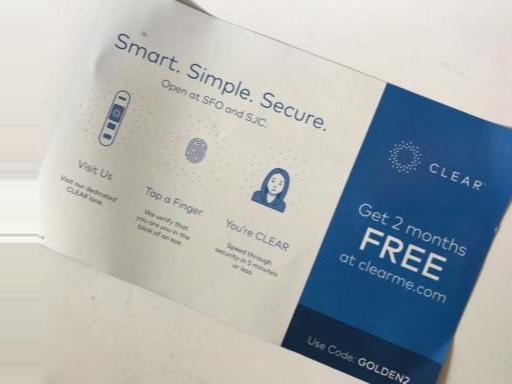 Smart. Simple. Secure.
Open at SFO and SJC.
Visit Us
Visit our dedicated
CLEAR lane.
Tap a Finger
We verify that
you are you in the
blink of an eye.
You're CLEAR
Speed through
security in 5 minutes
or less.
CLEAR
Get 2 months
FREE
at clearme.com
Use Code: GOLDEN2